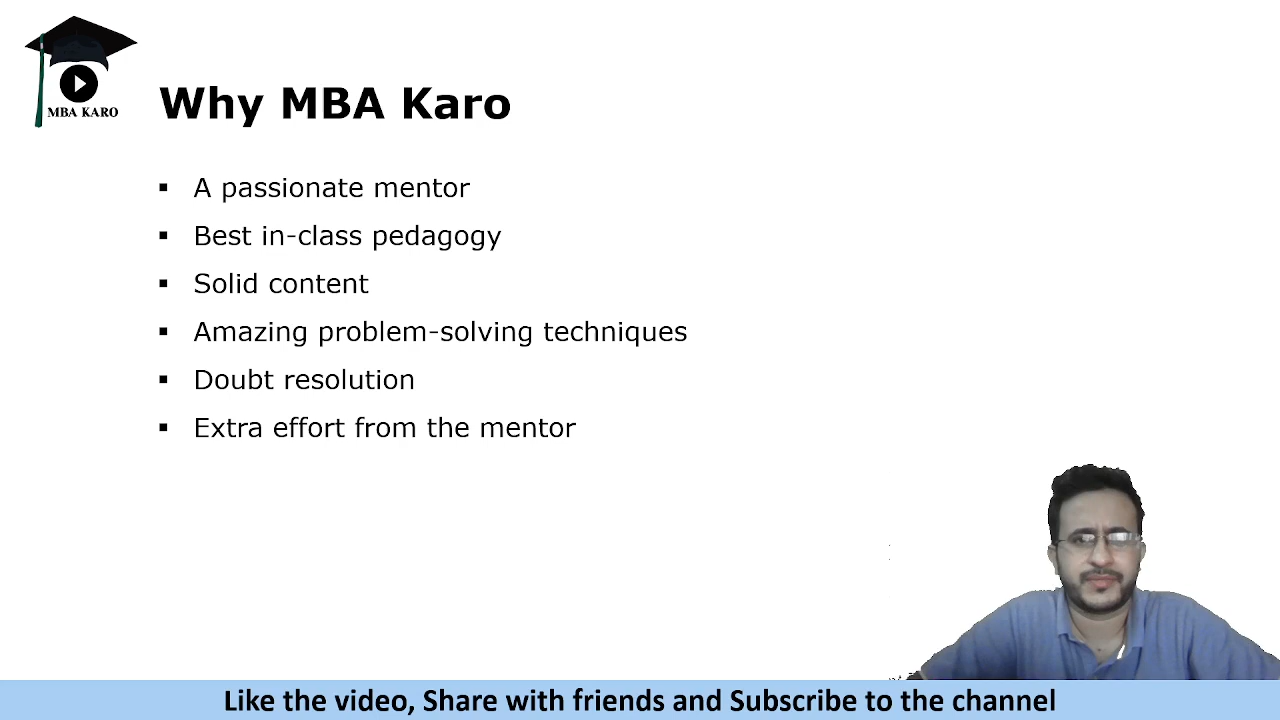 MBA KARO
Why MBA Karo
A passionate mentor
Best in-class pedagogy
Solid content
Amazing problem-solving techniques
Doubt resolution
Extra effort from the mentor
Like the video, Share with friends and Subscribe to the channel